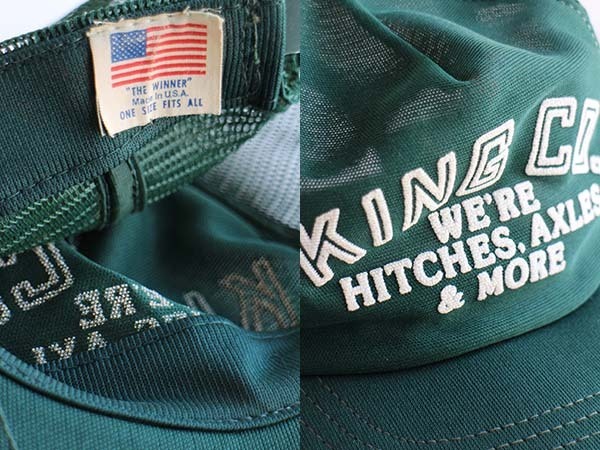 "THE WINNER"
Made in U.S.A.
ONE SIZE FITS ALL
KING CO.
WE'RE
HITCHES, AXLES
& MORE